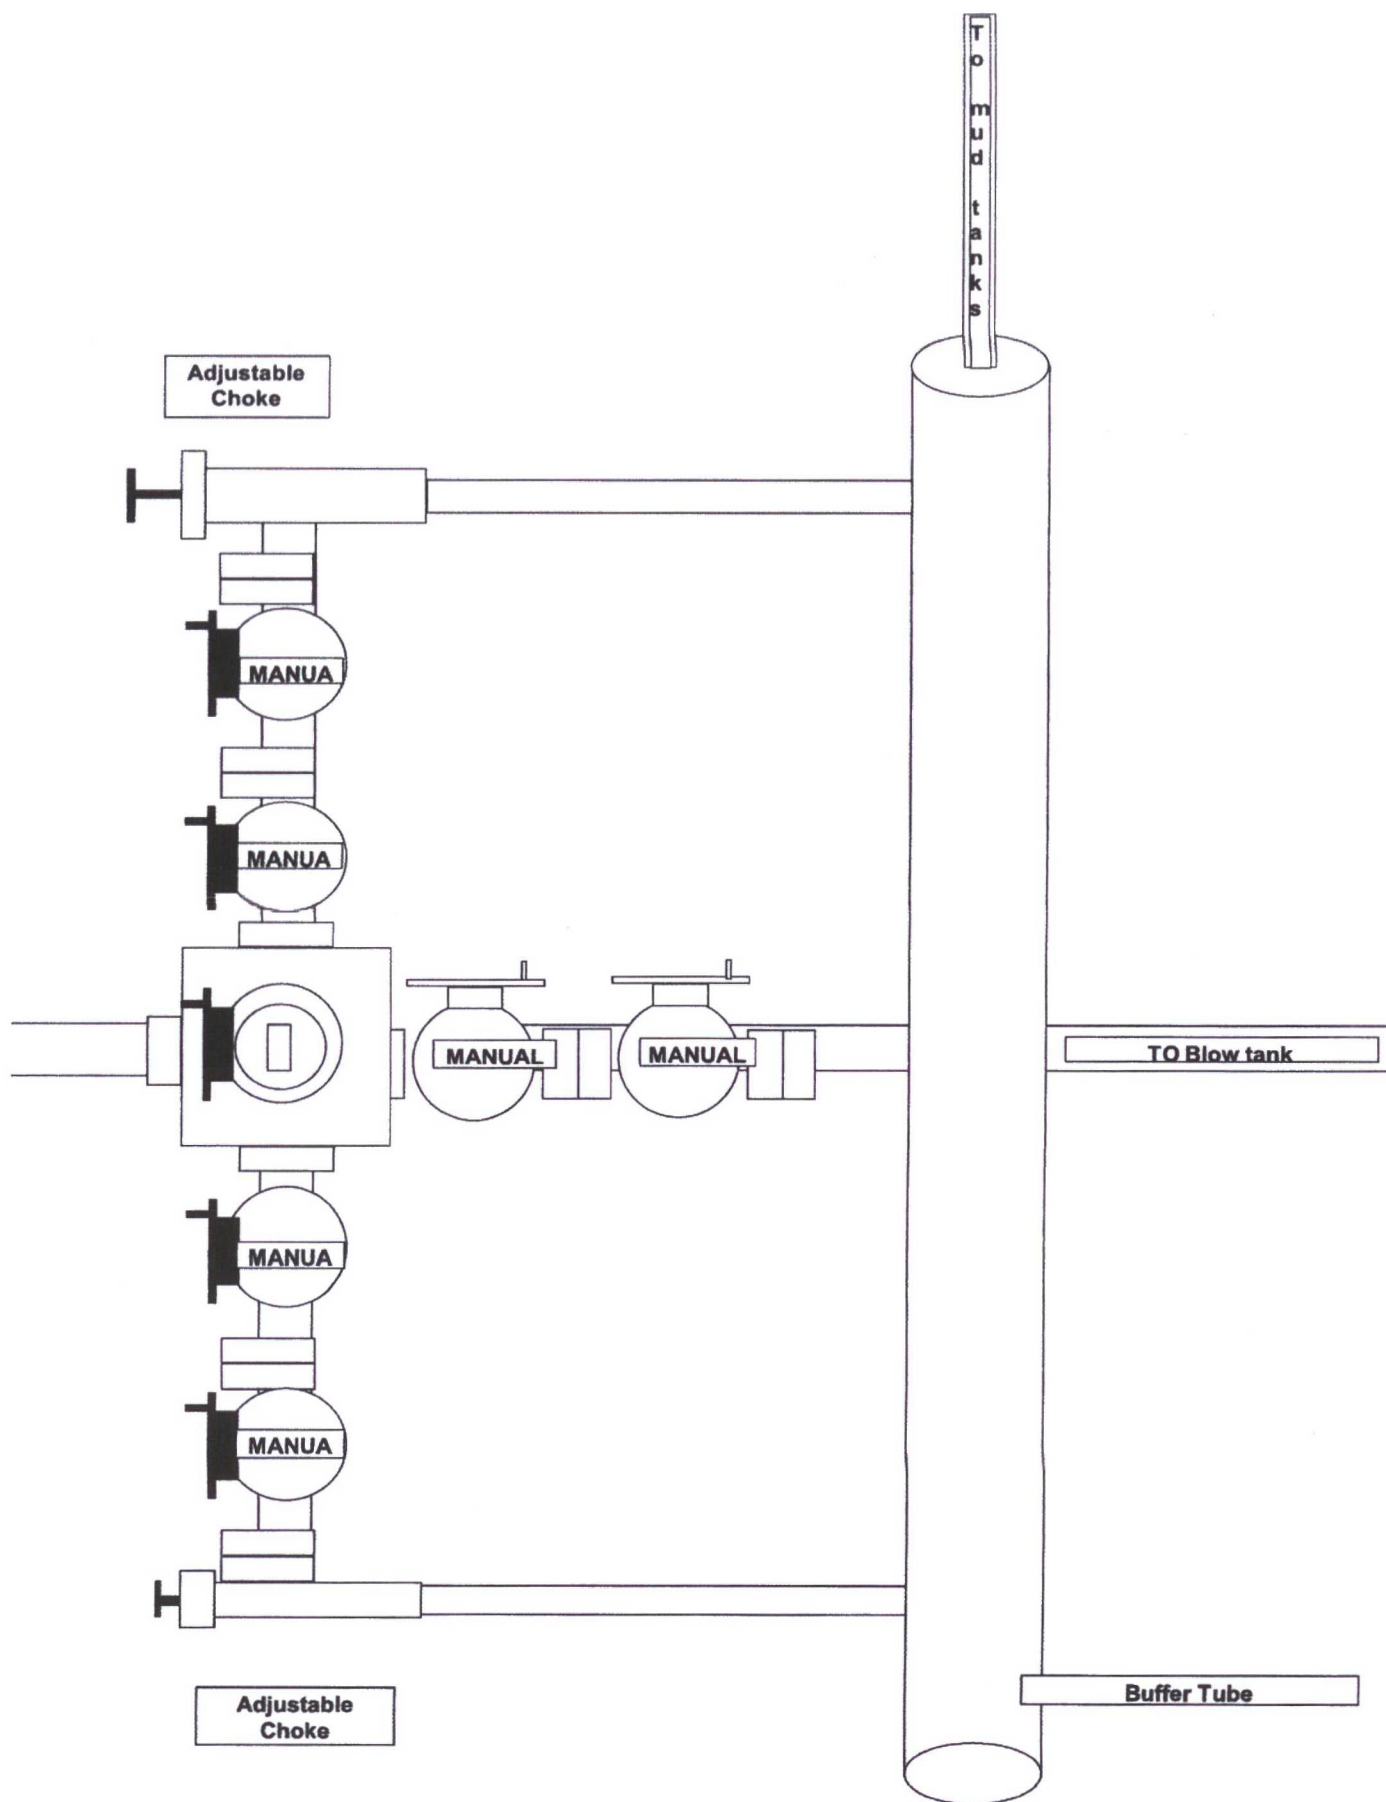 To mud tanks
Adjustable
Choke
MANUA
MANUA
MANUAL
MANUAL
TO Blow tank
MANUA
MANUA
Buffer Tube
Adjustable
Choke